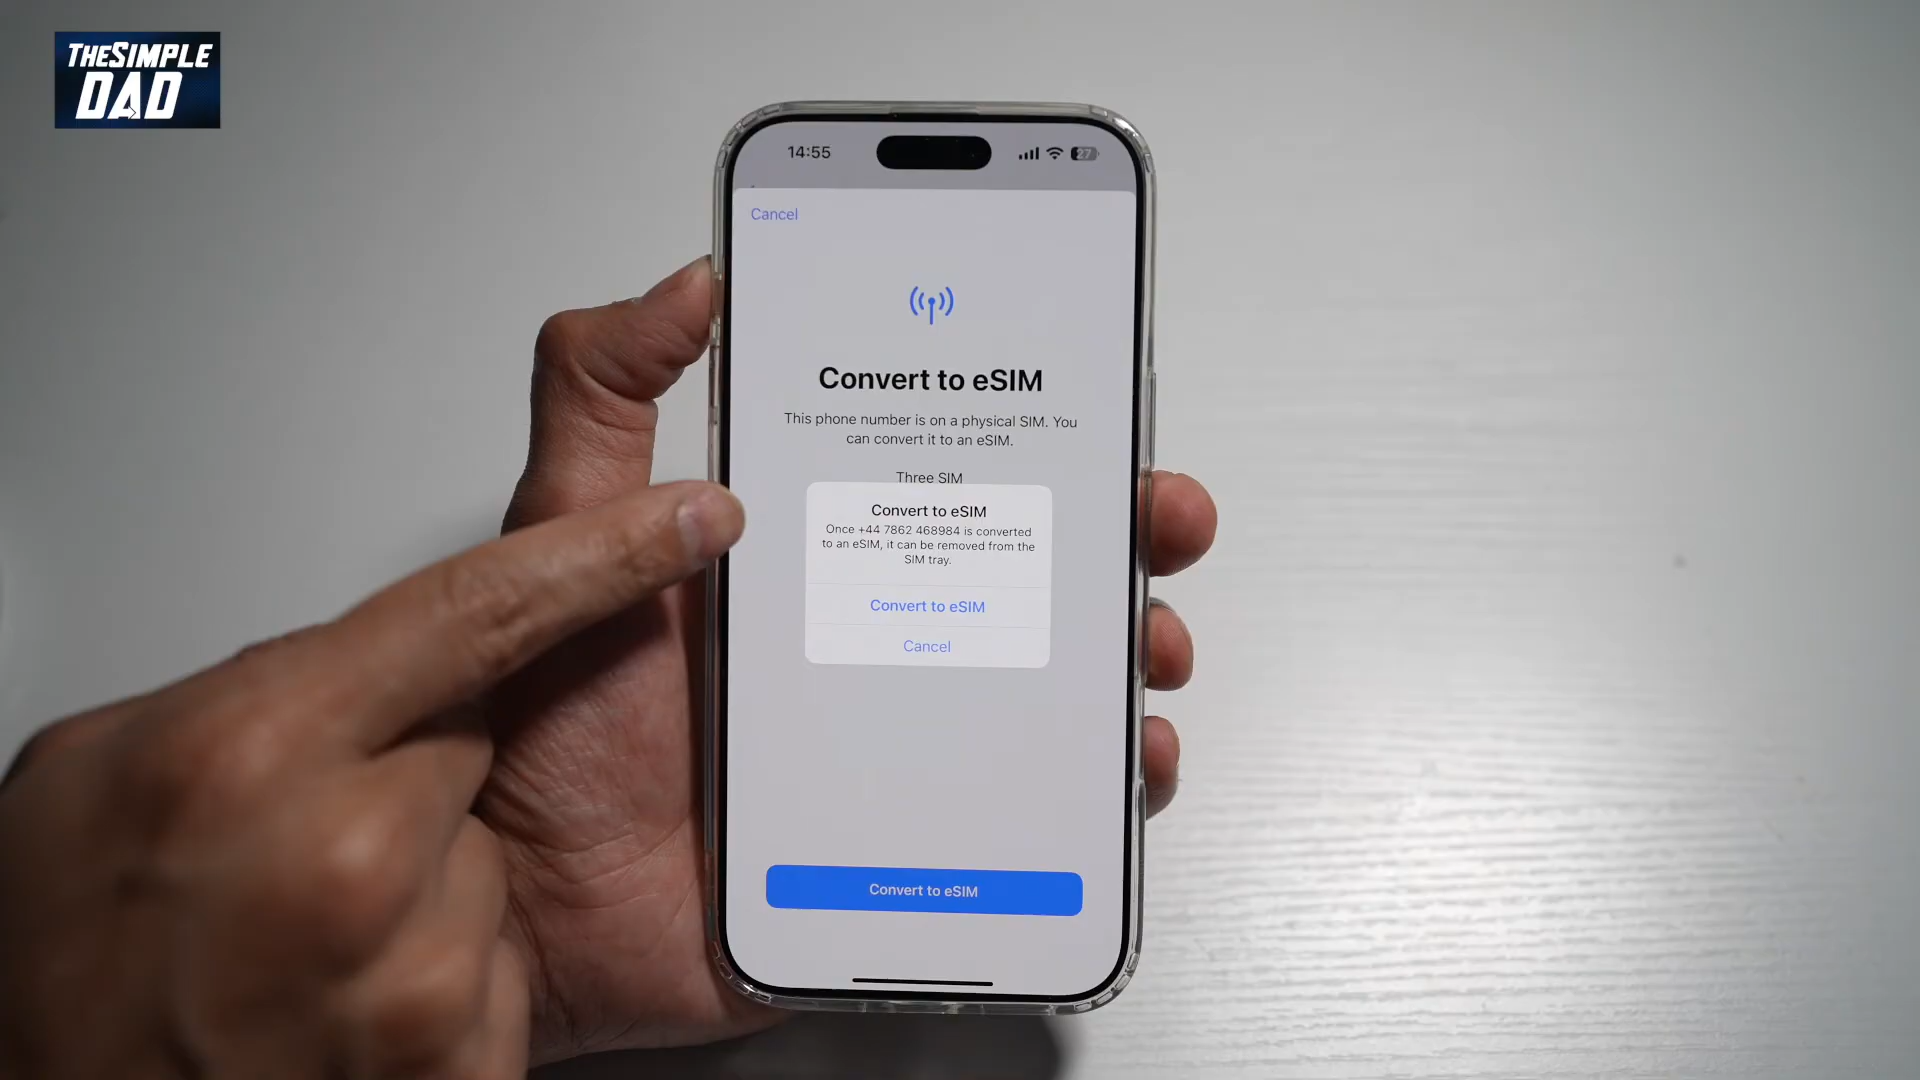 THESIMPLE
DAD
14:55
27
Cancel
Convert to eSIM
This phone number is on a physical SIM. You
can convert it to an eSIM.
Three SIM
Convert to eSIM
Once +44 7862 468984 is converted
to an eSIM, it can be removed from the
SIM tray.
Convert to eSIM
Cancel
Convert to eSIM